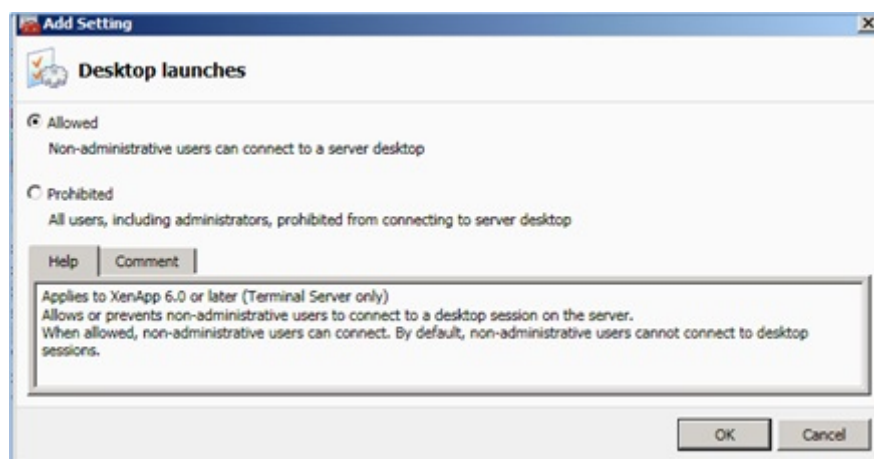 Add Setting
Desktop launches
Allowed
Non-administrative users can connect to a server desktop
Prohibited
All users, including administrators, prohibited from connecting to server desktop
Help
Comment
Applies to XenApp 6.0 or later (Terminal Server only)
Allows or prevents non-administrative users to connect to a desktop session on the server.
When allowed, non-administrative users can connect. By default, non-administrative users cannot connect to desktop
sessions.
OK
Cancel